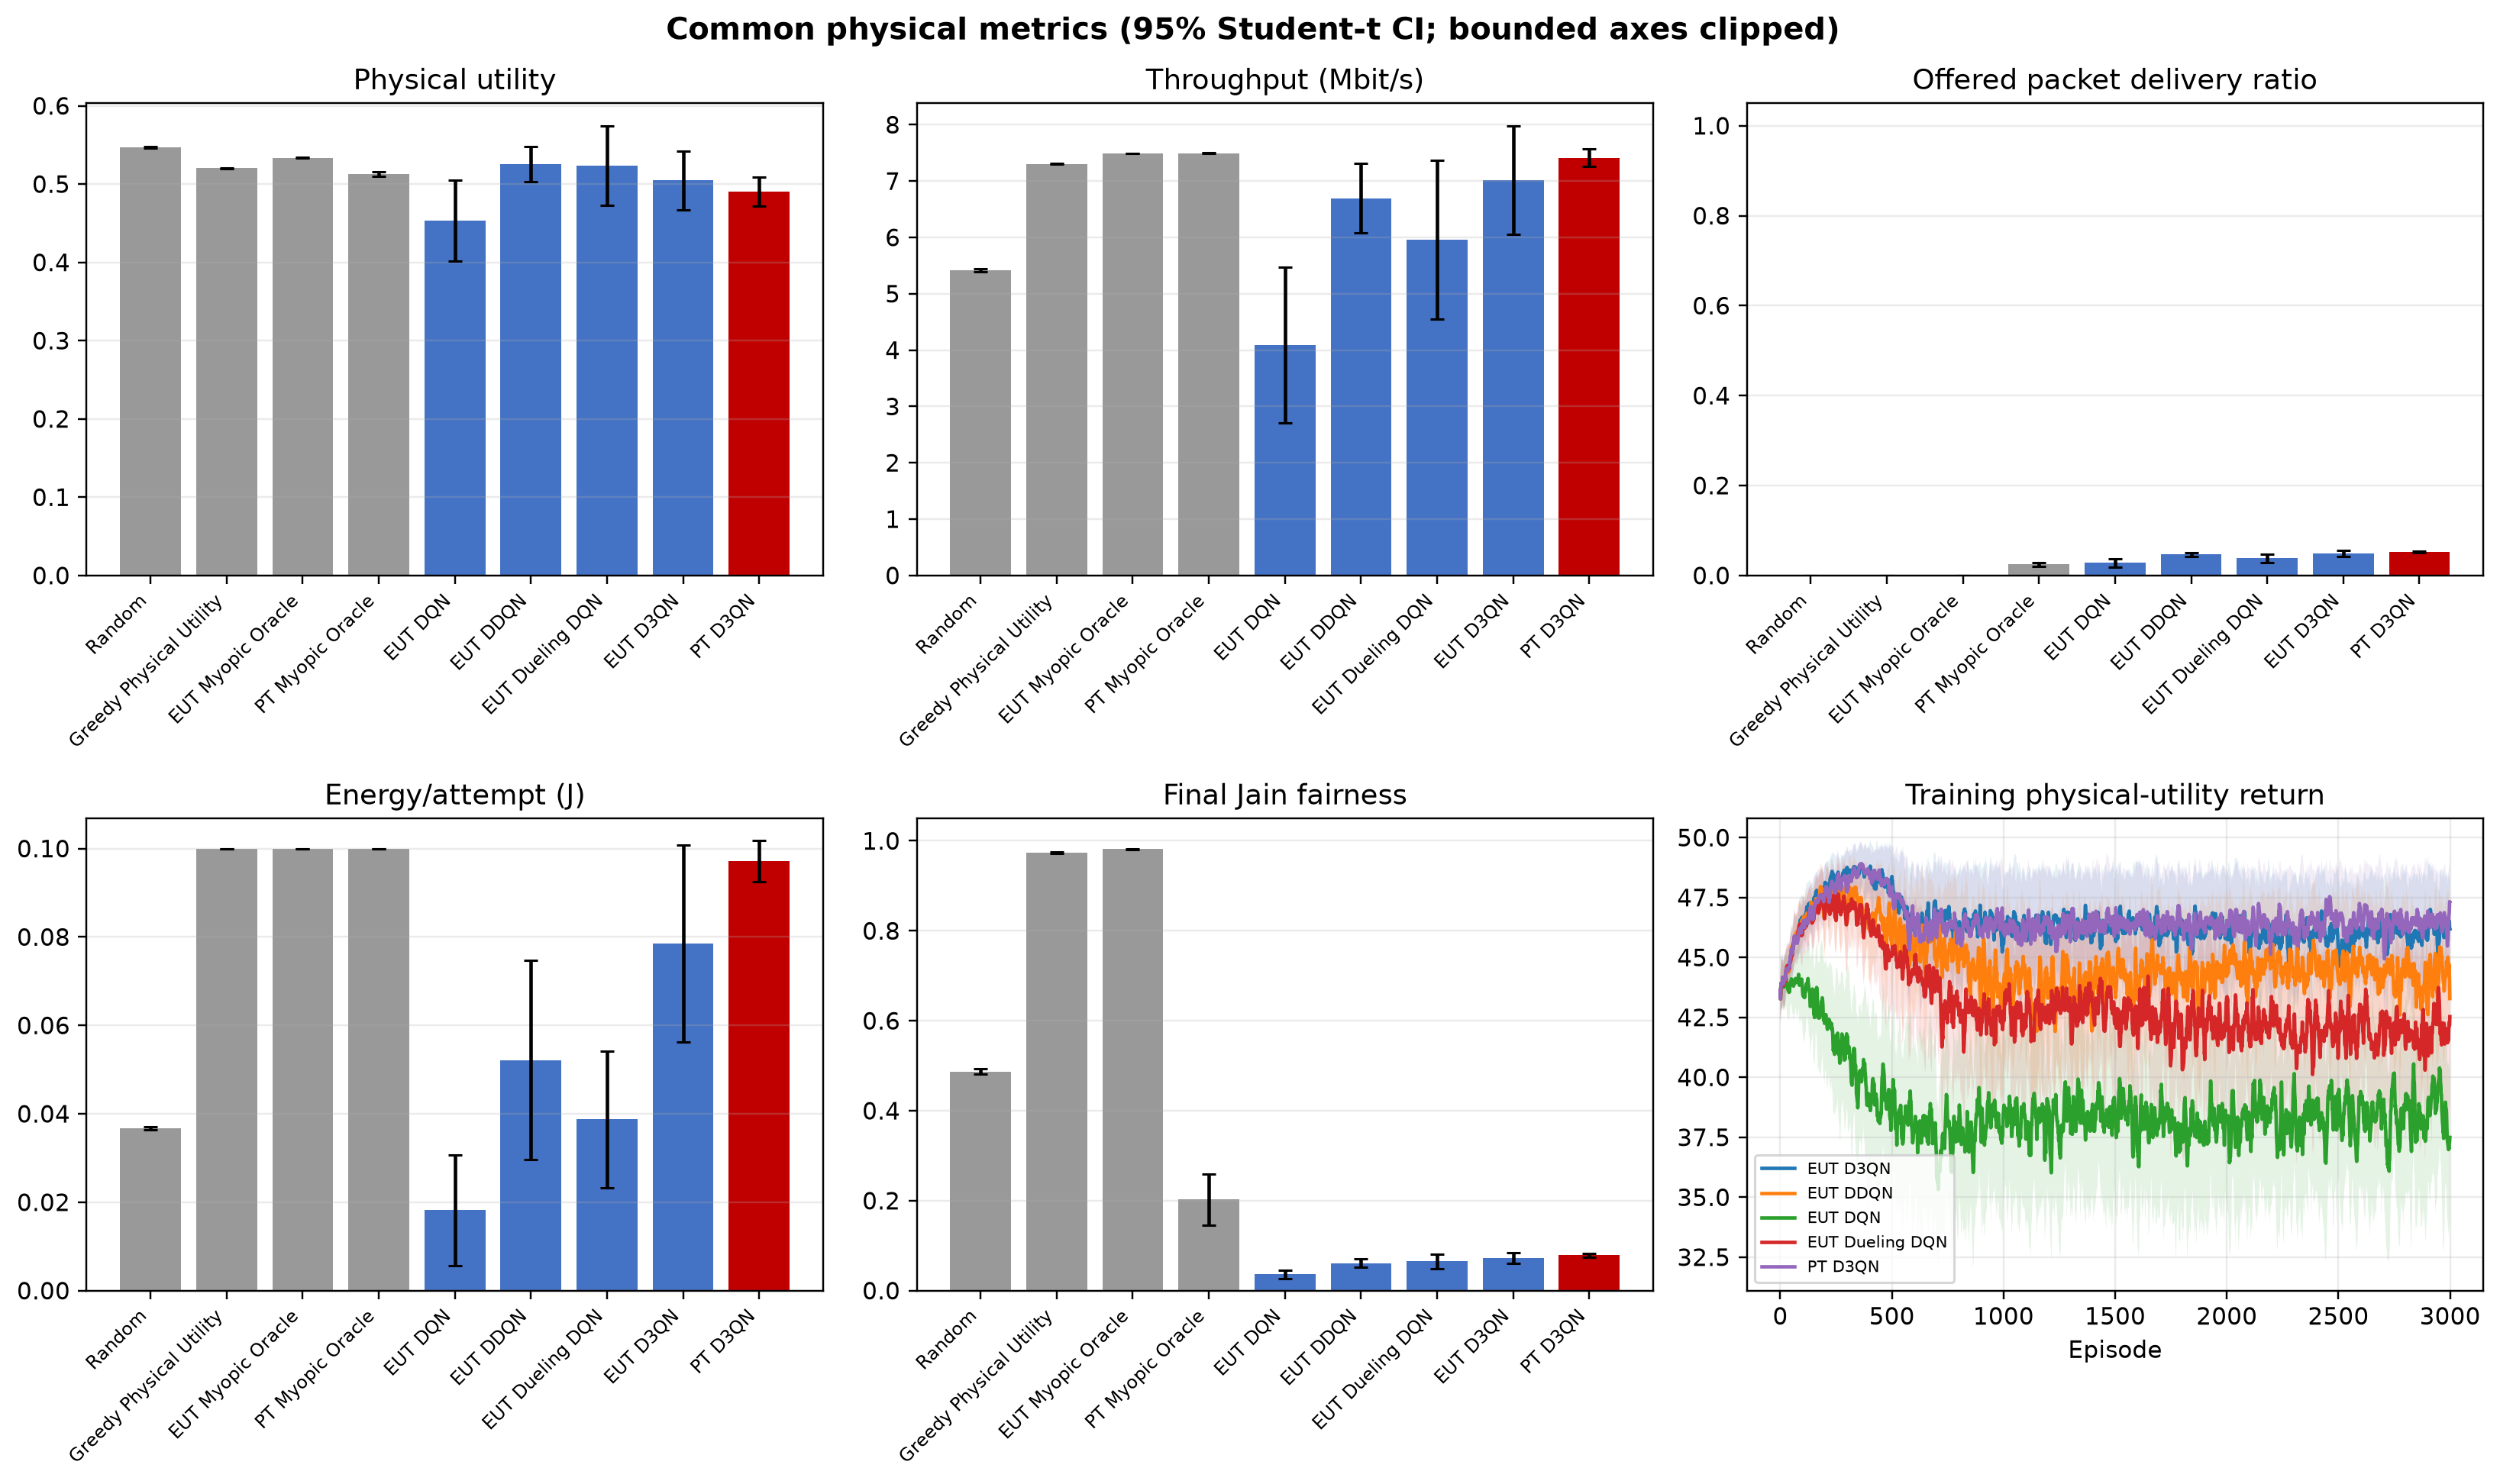 Common physical metrics (95% Student-t CI; bounded axes clipped)
Physical utility
0.6
0.5
0.4
0.3
0.2
0.1
0.0
Random
Greedy Physical Utility
EUT Myopic Oracle
PT Myopic Oracle
EUT DQN
EUT DDQN
EUT Dueling DQN
EUT D3QN
PT D3QN
Throughput (Mbit/s)
8
7
6
5
4
3
2
1
0
Random
Greedy Physical Utility
EUT Myopic Oracle
PT Myopic Oracle
EUT DQN
EUT DDQN
EUT Dueling DQN
EUT D3QN
PT D3QN
Offered packet delivery ratio
1.0
0.8
0.6
0.4
0.2
0.0
Random
Greedy Physical Utility
EUT Myopic Oracle
PT Myopic Oracle
EUT DQN
EUT DDQN
EUT Dueling DQN
EUT D3QN
PT D3QN
Energy/attempt (J)
0.10
0.08
0.06
0.04
0.02
0.00
Random
Greedy Physical Utility
EUT Myopic Oracle
PT Myopic Oracle
EUT DQN
EUT DDQN
EUT Dueling DQN
EUT D3QN
PT D3QN
Final Jain fairness
1.0
0.8
0.6
0.4
0.2
0.0
Random
Greedy Physical Utility
EUT Myopic Oracle
PT Myopic Oracle
EUT DQN
EUT DDQN
EUT Dueling DQN
EUT D3QN
PT D3QN
Training physical-utility return
50.0
47.5
45.0
42.5
40.0
37.5
35.0
32.5
EUT D3QN
EUT DDQN
EUT DQN
EUT Dueling DQN
PT D3QN
0 500 1000 1500 2000 2500 3000
Episode